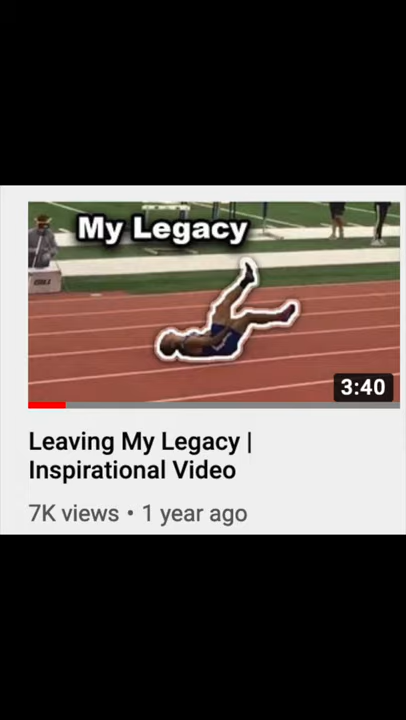 My Legacy
3:40
Leaving My Legacy |
Inspirational Video
7K views • 1 year ago